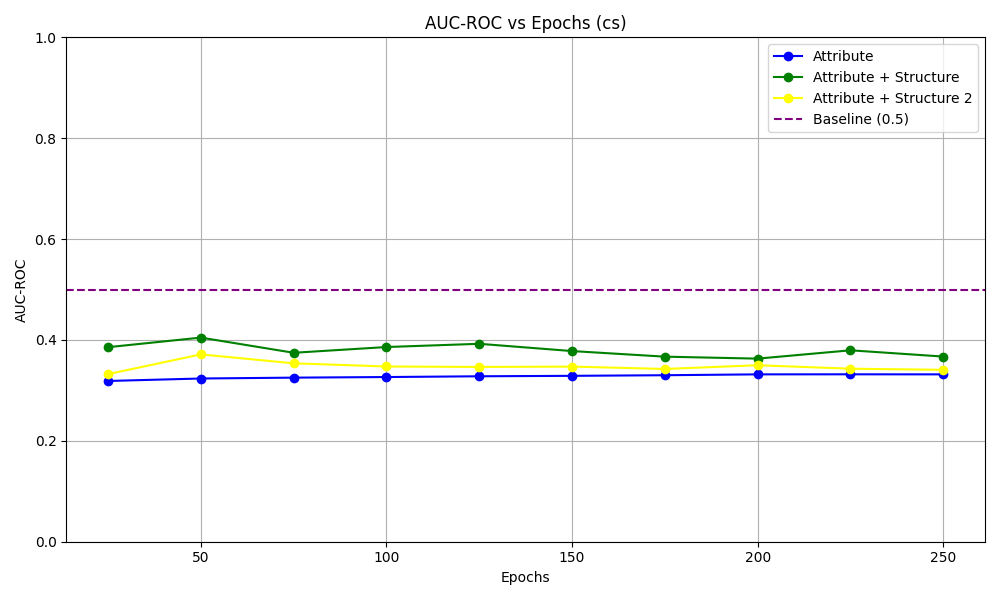 AUC-ROC vs Epochs (cs)
AUC-ROC
1.0
0.8
0.6
0.4
0.2
0.0
Attribute
Attribute + Structure
Attribute + Structure 2
Baseline (0.5)
50
100
150
200
250
Epochs